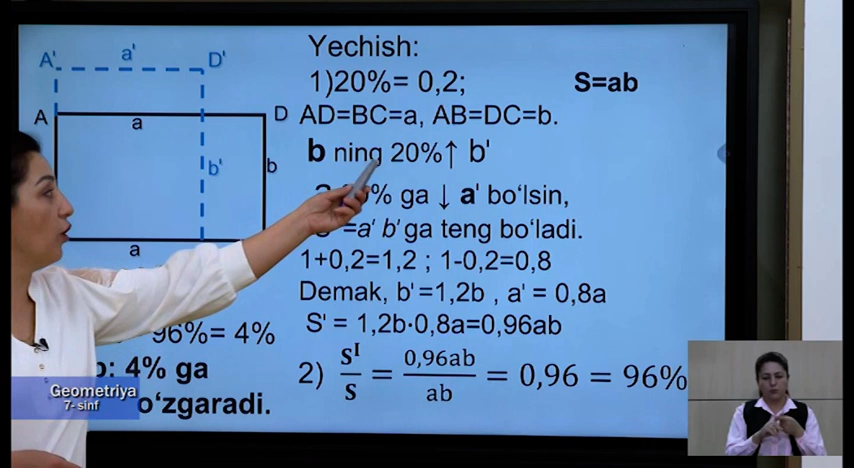 A' a' D'
A a D
b' b
a
Yechish:
1)20%= 0,2; S=ab
AD=BC=a, AB=DC=b.
b ning 20%↑ b'
% ga ↓ a' bo‘lsin,
=a' b' ga teng bo‘ladi.
1+0,2=1,2 ; 1-0,2=0,8
Demak, b'=1,2b , a' = 0,8a
S' = 1,2b·0,8a=0,96ab
2) Sᴵ/S = 0,96ab/ab = 0,96 = 96%
96%= 4%
4% ga
o‘zgaradi.
Geometriya
7- sinf